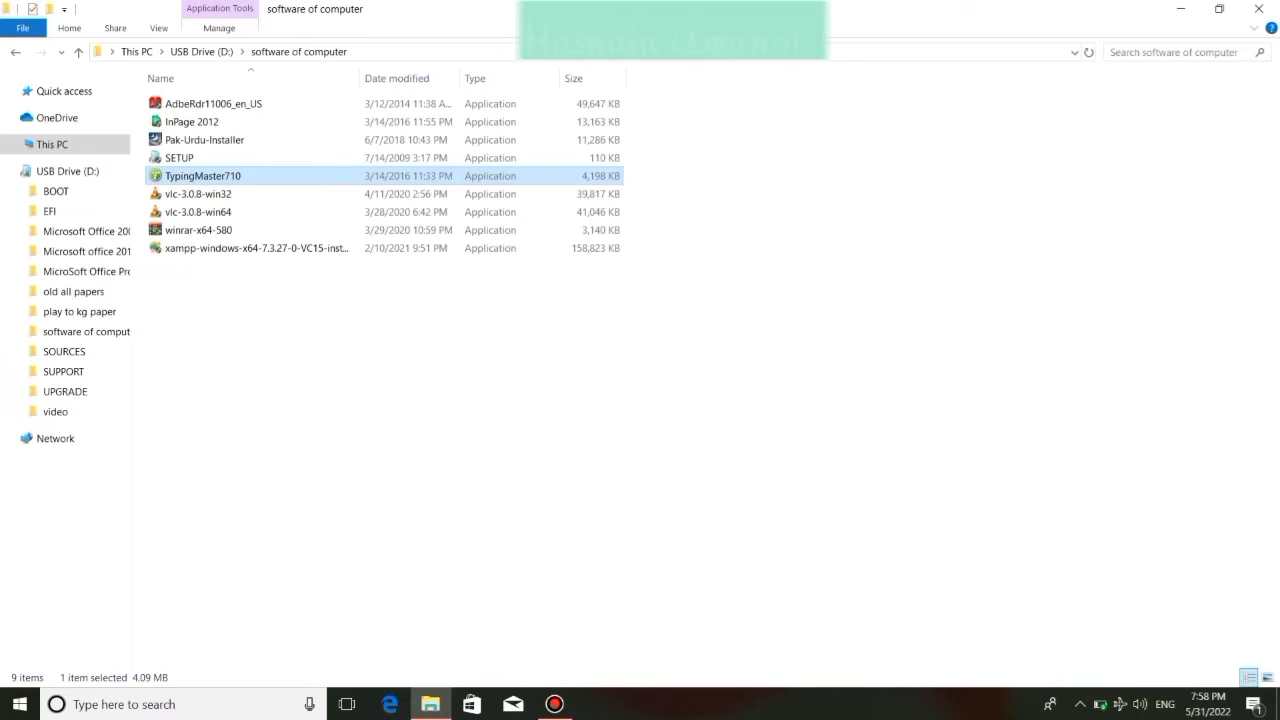 Application Tools
software of computer
File
Home
Share
View
Manage
This PC
USB Drive (D:)
software of computer
Search software of computer
Name
Date modified
Type
Size
Quick access
OneDrive
This PC
USB Drive (D:)
BOOT
EFI
Microsoft Office 200
Microsoft office 201
MicroSoft Office Pro
old all papers
play to kg paper
software of comput
SOURCES
SUPPORT
UPGRADE
video
Network
AdbeRdr11006_en_US 3/12/2014 11:38 A... Application 49,647 KB
InPage 2012 3/14/2016 11:55 PM Application 13,163 KB
Pak-Urdu-Installer 6/7/2018 10:43 PM Application 11,286 KB
SETUP 7/14/2009 3:17 PM Application 110 KB
TypingMaster710 3/14/2016 11:33 PM Application 4,198 KB
vlc-3.0.8-win32 4/11/2020 2:56 PM Application 39,817 KB
vlc-3.0.8-win64 3/28/2020 6:42 PM Application 41,046 KB
winrar-x64-580 3/29/2020 10:59 PM Application 3,140 KB
xampp-windows-x64-7.3.27-0-VC15-inst... 2/10/2021 9:51 PM Application 158,823 KB
9 items
1 item selected 4.09 MB
Type here to search
ENG
7:58 PM
5/31/2022